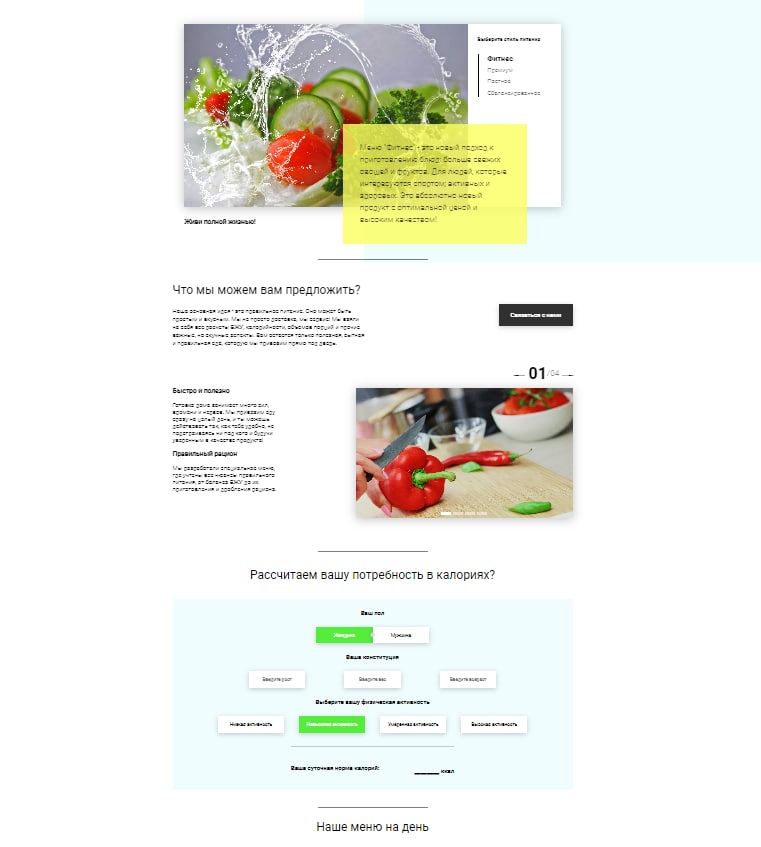 Выберите стиль питания
Фитнес
Премиум
Постное
Сбалансированное
Меню "Фитнес" - это новый подход к
приготовлению блюд: больше свежих
овощей и фруктов. Для людей, которые
интересуются спортом; активных и
здоровых. Это абсолютно новый
продукт с оптимальной ценой и
высоким качеством!
Живи полной жизнью!
Что мы можем вам предложить?
Наша основная идея - это правильное питание. Оно может быть
простым и вкусным. Мы не просто доставка, мы сервис! Мы взяли
на себя все расчеты БЖУ, калорийности, объемов порций и прочие
важные, но скучные аспекты. Вам остается только полезная, сытная
и правильная еда, которую мы привозим прямо под дверь.
Связаться с нами
01/04
Быстро и полезно
Готовка дома занимает много сил,
времени и нервов. Мы привозим еду
сразу на целый день, и ты можешь
действовать так, как тебе удобно, не
подстраиваясь ни под кого и будучи
уверенным в качестве продукта!
Правильный рацион
Мы разработали специальное меню,
где учтены все нюансы правильного
питания, от баланса БЖУ до их
приготовления и дробления рациона.
Рассчитаем вашу потребность в калориях?
Ваш пол
Женщина Мужчина
Ваша конституция
Введите рост Введите вес Введите возраст
Выберите вашу физическая активность
Низкая активность Невысокая активность Умеренная активность Высокая активность
Ваша суточная норма калорий: ккал
Наше меню на день